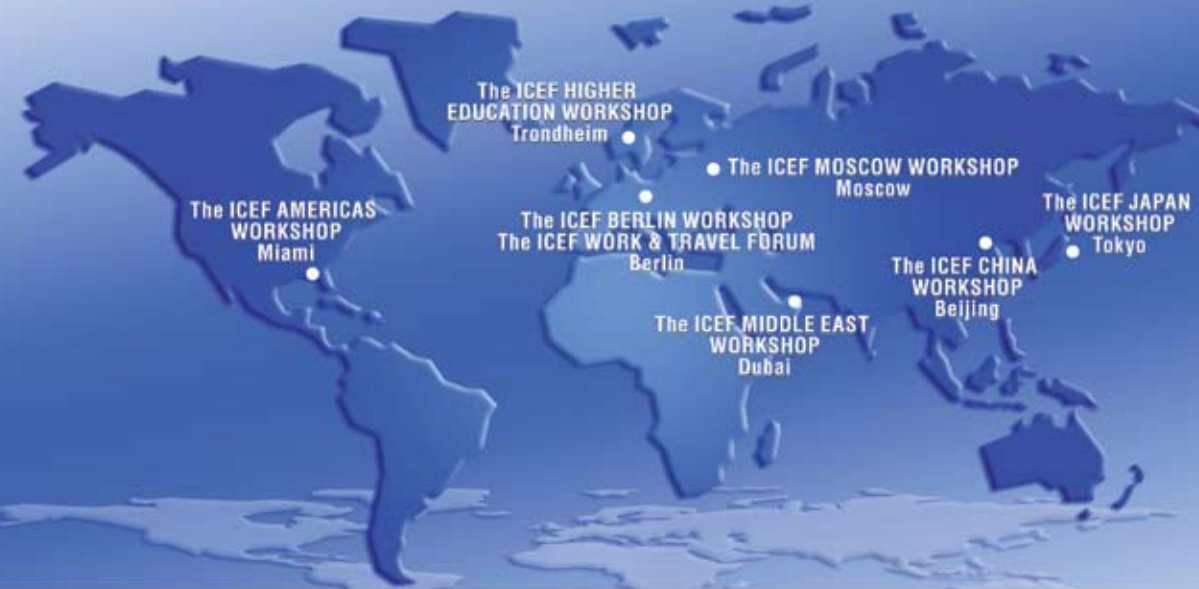 The ICEF HIGHER
EDUCATION WORKSHOP
Trondheim
The ICEF MOSCOW WORKSHOP
Moscow
The ICEF AMERICAS
WORKSHOP
Miami
The ICEF BERLIN WORKSHOP
The ICEF WORK & TRAVEL FORUM
Berlin
The ICEF JAPAN
WORKSHOP
Tokyo
The ICEF CHINA
WORKSHOP
Beijing
The ICEF MIDDLE EAST
WORKSHOP
Dubai